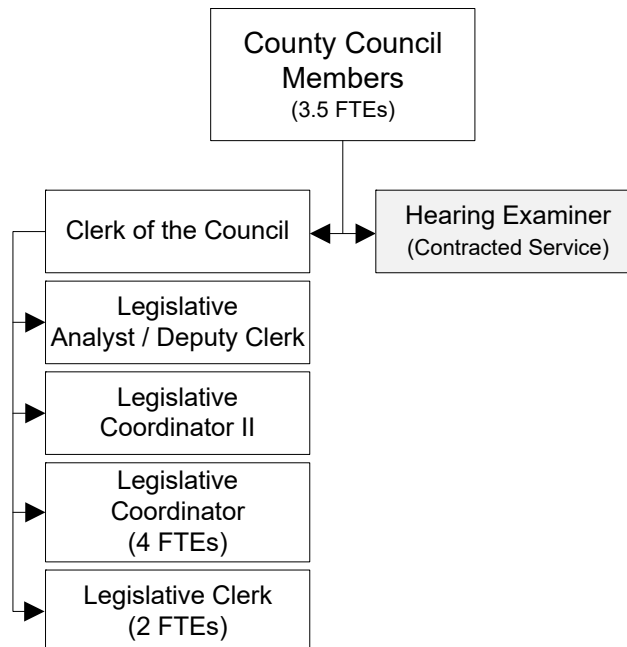 County Council
Members
(3.5 FTEs)
Clerk of the Council
Hearing Examiner
(Contracted Service)
Legislative
Analyst / Deputy Clerk
Legislative
Coordinator II
Legislative
Coordinator
(4 FTEs)
Legislative Clerk
(2 FTEs)